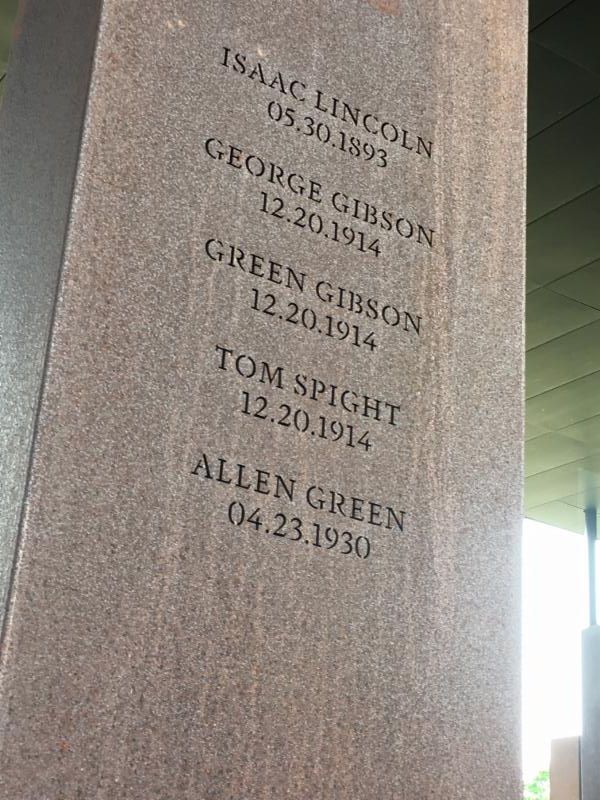 ISAAC LINCOLN
05.30.1893
GEORGE GIBSON
12.20.1914
GREEN GIBSON
12.20.1914
TOM SPIGHT
12.20.1914
ALLEN GREEN
04.23.1930